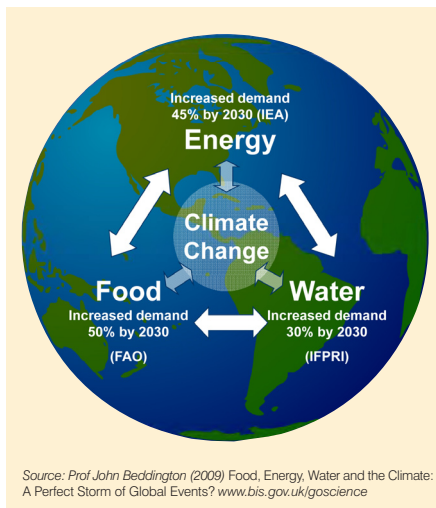 Increased demand
45% by 2030 (IEA)
Energy
Climate
Change
Food
Increased demand
50% by 2030
(FAO)
Water
Increased demand
30% by 2030
(IFPRI)
Source: Prof John Beddington (2009) Food, Energy, Water and the Climate:
A Perfect Storm of Global Events? www.bis.gov.uk/goscience